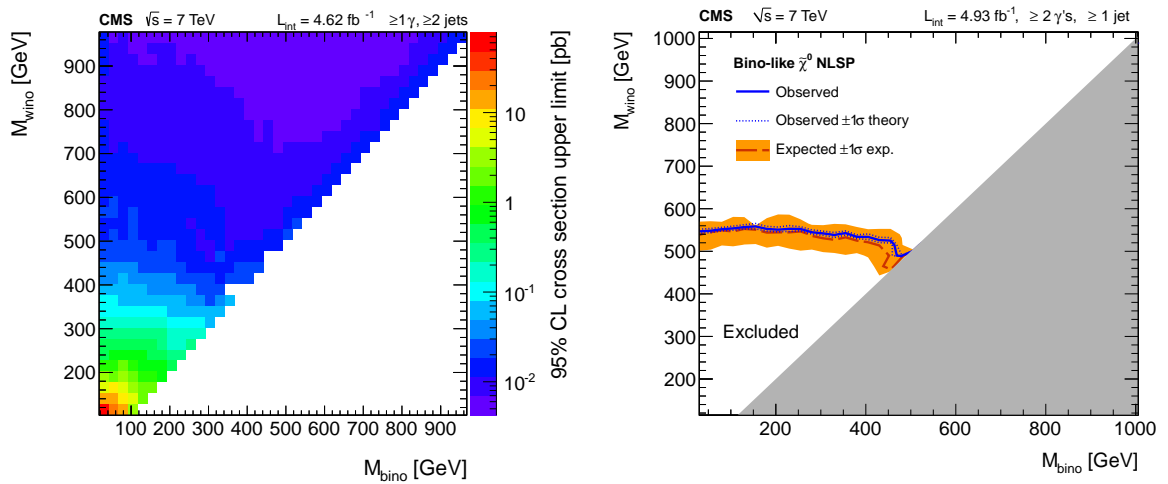 CMS √s = 7 TeV L_int = 4.62 fb⁻¹ ≥1γ, ≥2 jets
M_wino [GeV]
900
800
700
600
500
400
300
200
100 200 300 400 500 600 700 800 900
M_bino [GeV]
10
1
10⁻¹
10⁻²
95% CL cross section upper limit [pb]
CMS √s = 7 TeV L_int = 4.93 fb⁻¹, ≥ 2 γ's, ≥ 1 jet
M_wino [GeV]
1000
900
800
700
600
500
400
300
200
Bino-like χ̃⁰ NLSP
Observed
Observed ±1σ theory
Expected ±1σ exp.
Excluded
200 400 600 800 1000
M_bino [GeV]